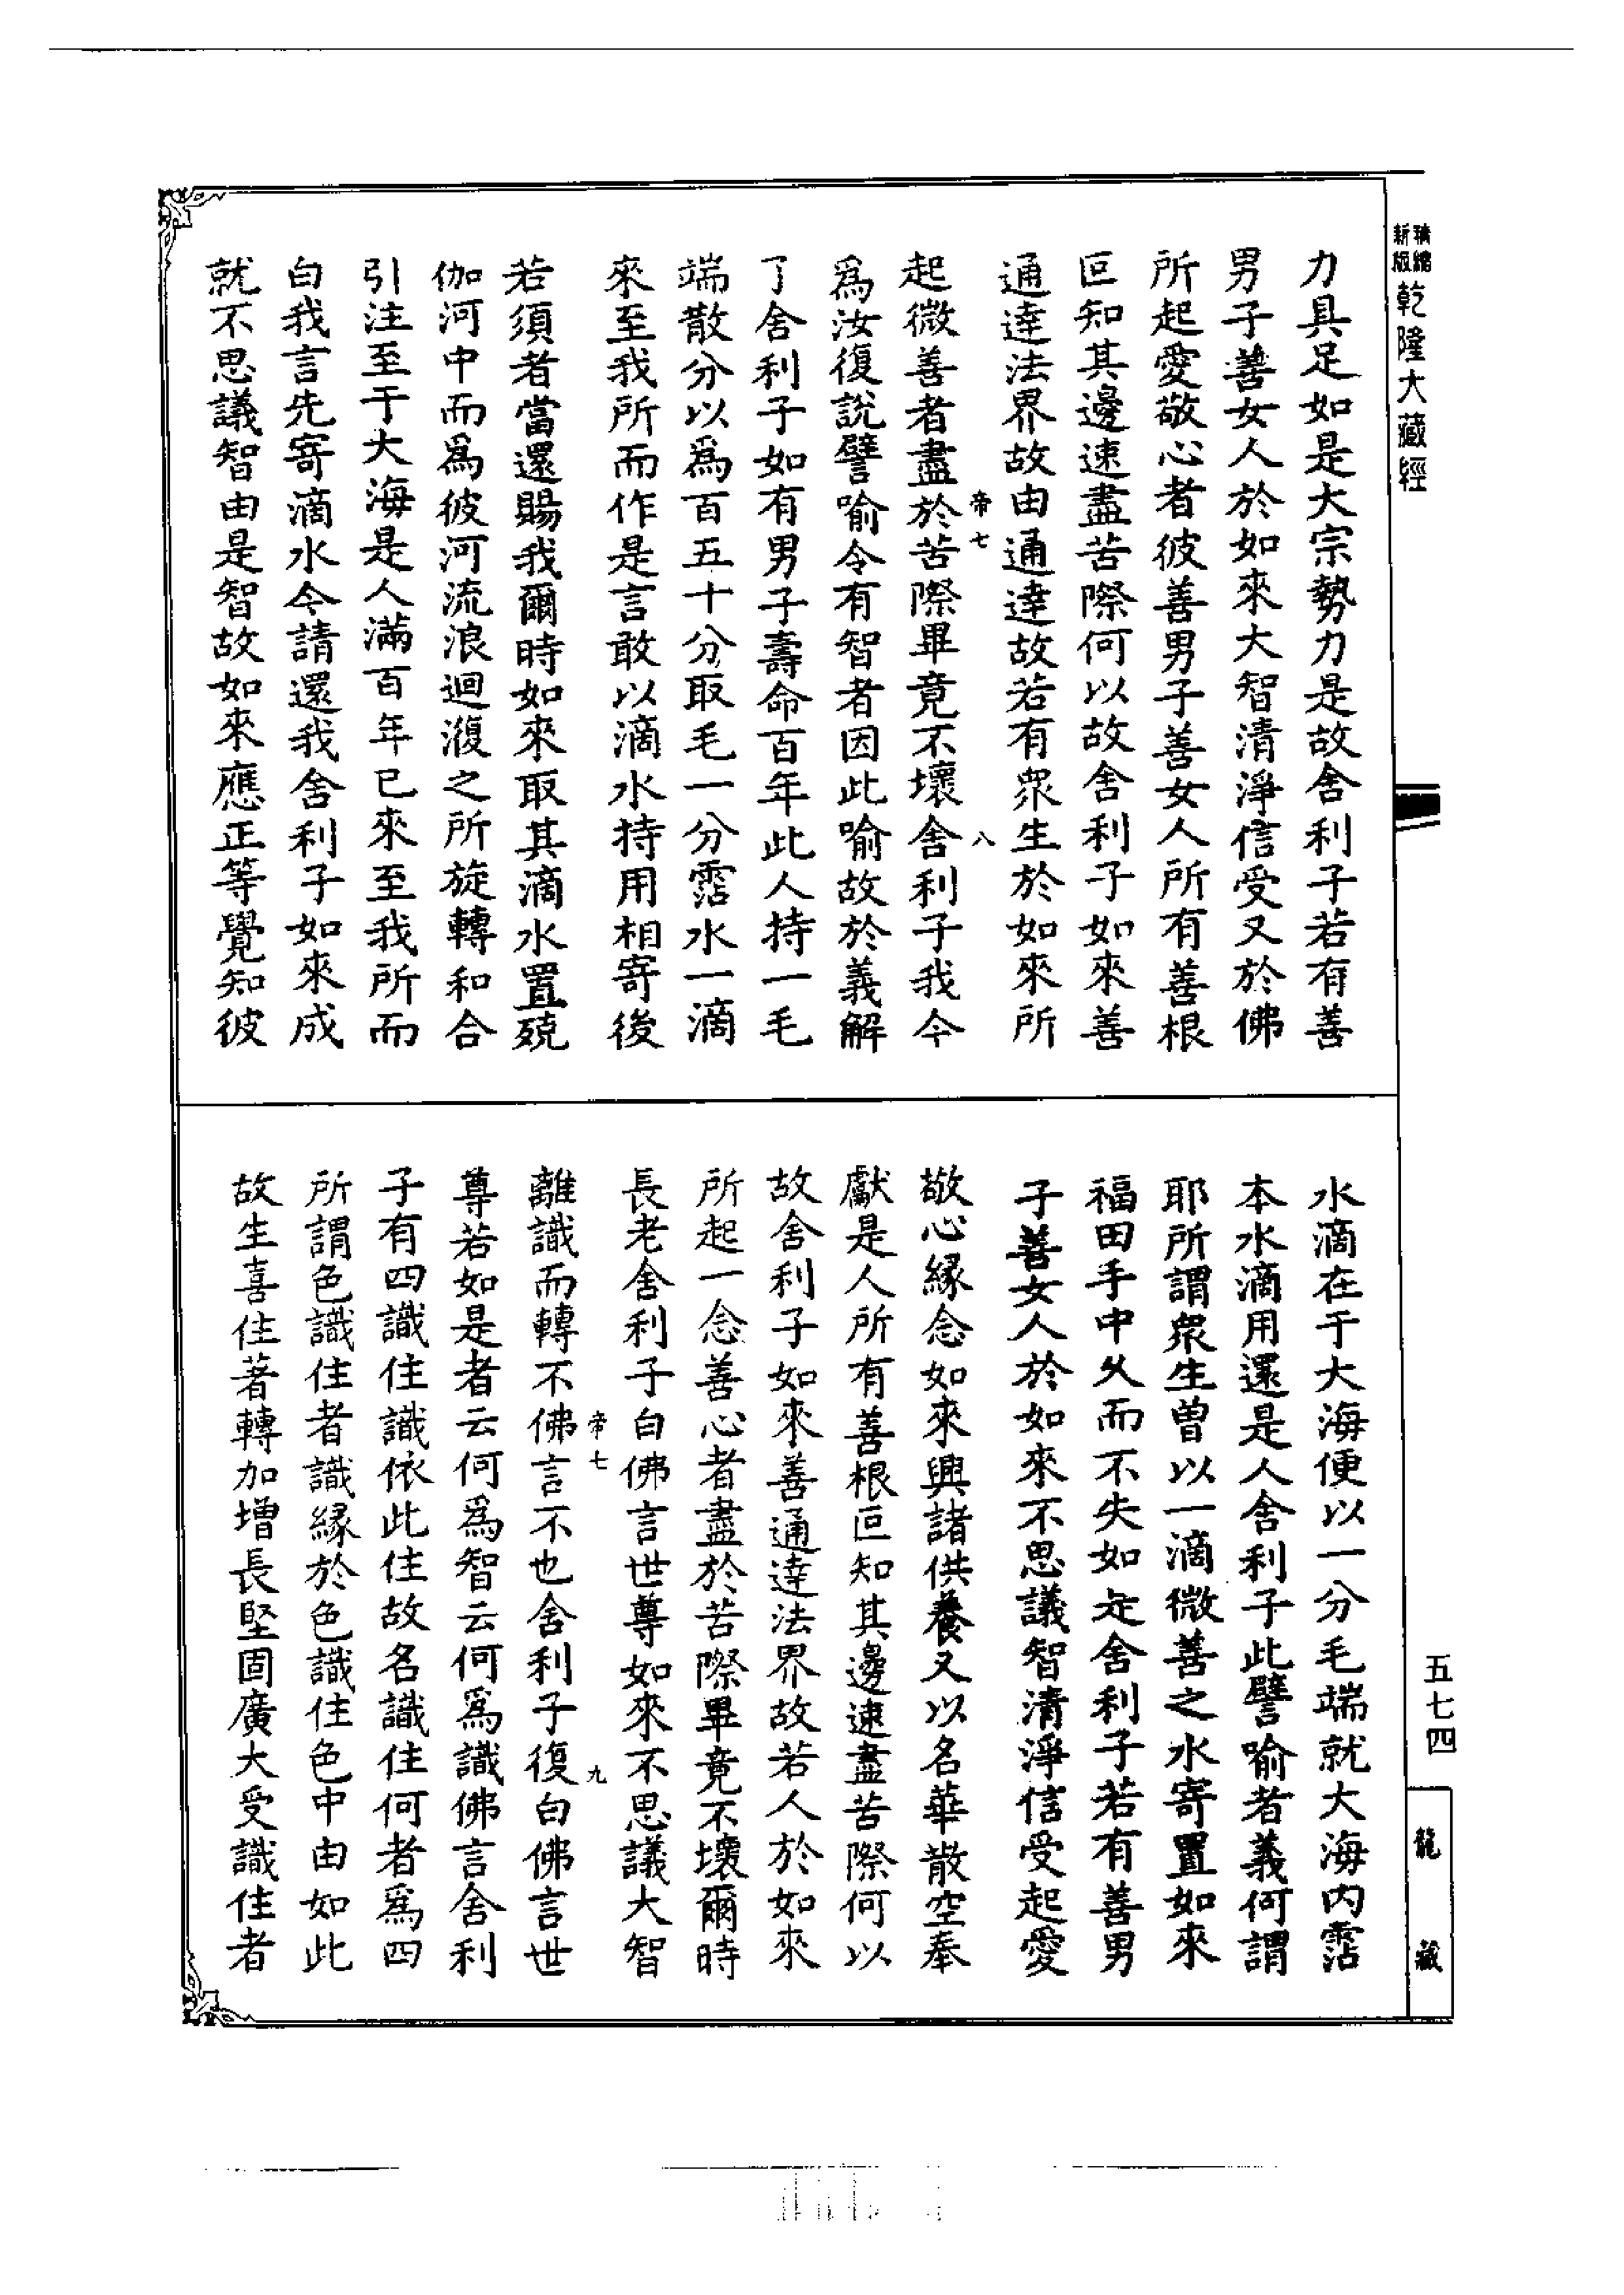 新版
精縮
乾隆大藏經
力具足如是大宗勢力是故舍利子若有善
男子善女人於如來大智清淨信受又於佛
所起愛敬心者彼善男子善女人所有善根
叵知其邊速盡苦際何以故舍利子如來善
通達法界故由通達故若有眾生於如來所
帝七
八
起微善者盡於苦際畢竟不壞舍利子我今
爲汝復說譬喻令有智者因此喻故於義解
了舍利子如有男子壽命百年此人持一毛
端散分以爲百五十分取毛一分霑水一滴
來至我所而作是言敢以滴水持用相寄後
若須者當還賜我爾時如來取其滴水置殑
伽河中而爲彼河流浪迴澓之所旋轉和合
引注至于大海是人滿百年已來至我所而
白我言先寄滴水今請還我舍利子如來成
就不思議智由是智故如來應正等覺知彼
水滴在于大海便以一分毛端就大海內霑
本水滴用還是人舍利子此譬喻者義何謂
耶所謂眾生曾以一滴微善之水寄置如來
福田手中久而不失如是舍利子若有善男
子善女人於如來不思議智清淨信受起愛
敬心緣念如來興諸供養又以名華散空奉
獻是人所有善根叵知其邊速盡苦際何以
故舍利子如來善通達法界故若人於如來
所起一念善心者盡於苦際畢竟不壞爾時
長老舍利子白佛言世尊如來不思議大智
帝七
九
離識而轉不佛言不也舍利子復白佛言世
尊若如是者云何爲智云何爲識佛言舍利
子有四識住識依此住故名識住何者爲四
所謂色識住者識緣於色識住色中由如此
故生喜住著轉加增長堅固廣大受識住者
五七四
龍藏